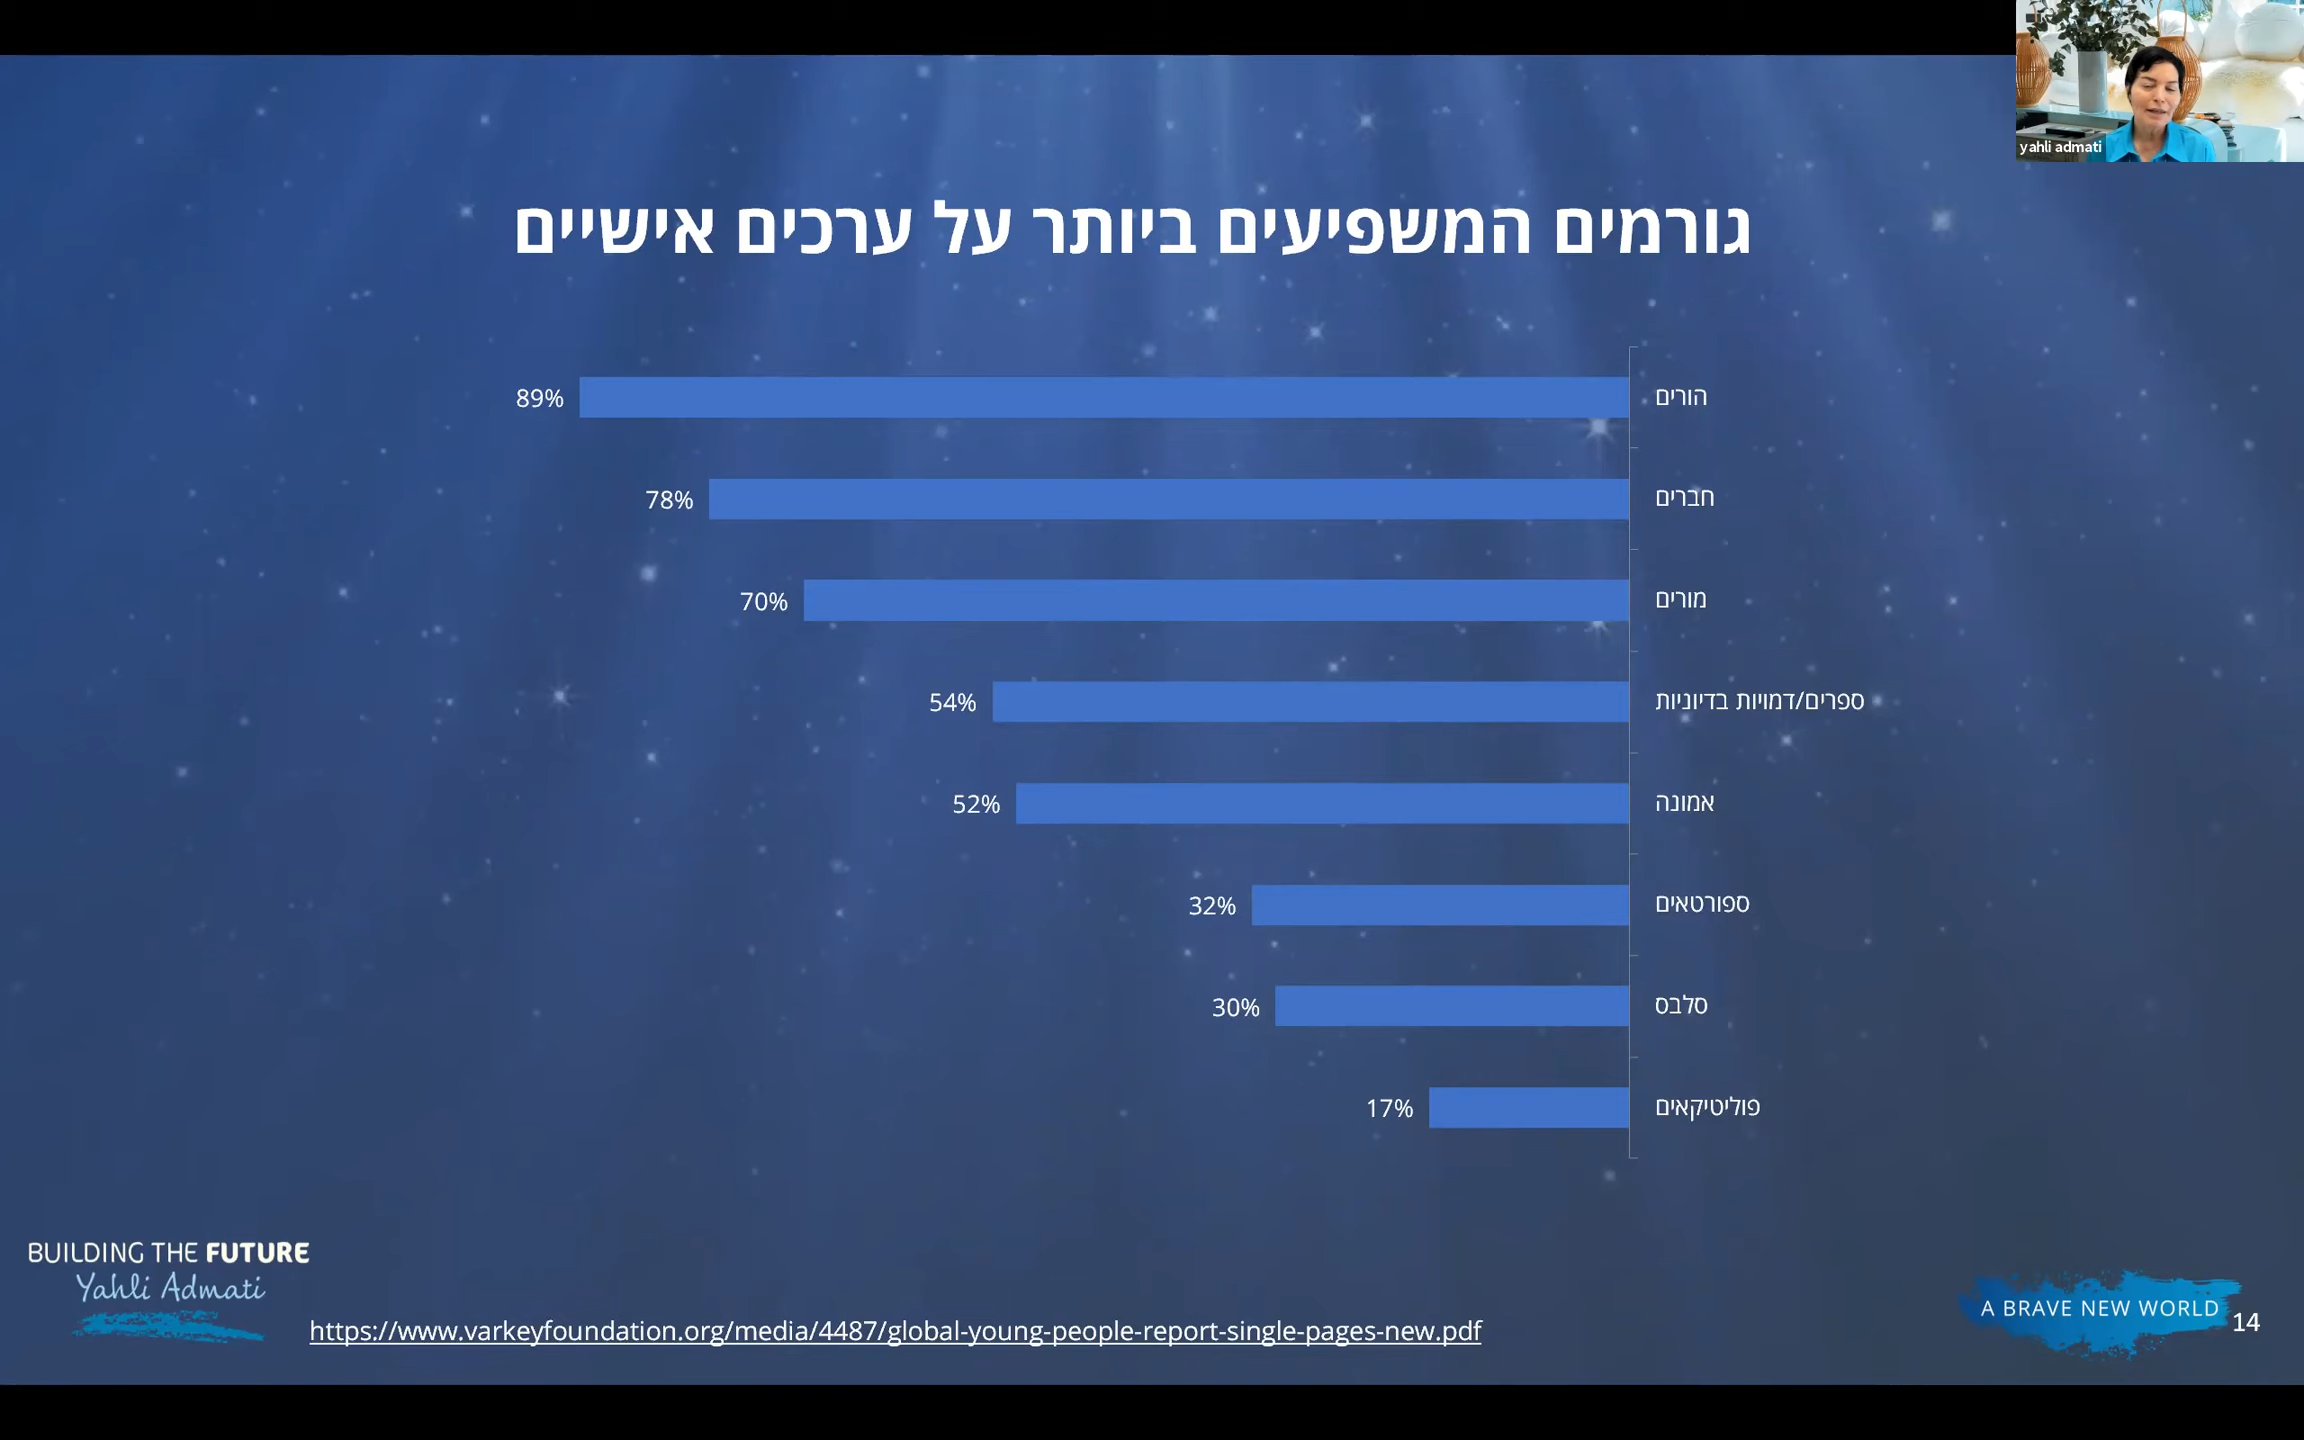 yahli admati
גורמים המשפיעים ביותר על ערכים אישיים
הורים 89%
חברים 78%
מורים 70%
ספרים/דמויות בדיוניות 54%
אמונה 52%
ספורטאים 32%
סלבס 30%
פוליטיקאים 17%
BUILDING THE FUTURE
Yahli Admati
https://www.varkeyfoundation.org/media/4487/global-young-people-report-single-pages-new.pdf
A BRAVE NEW WORLD
14